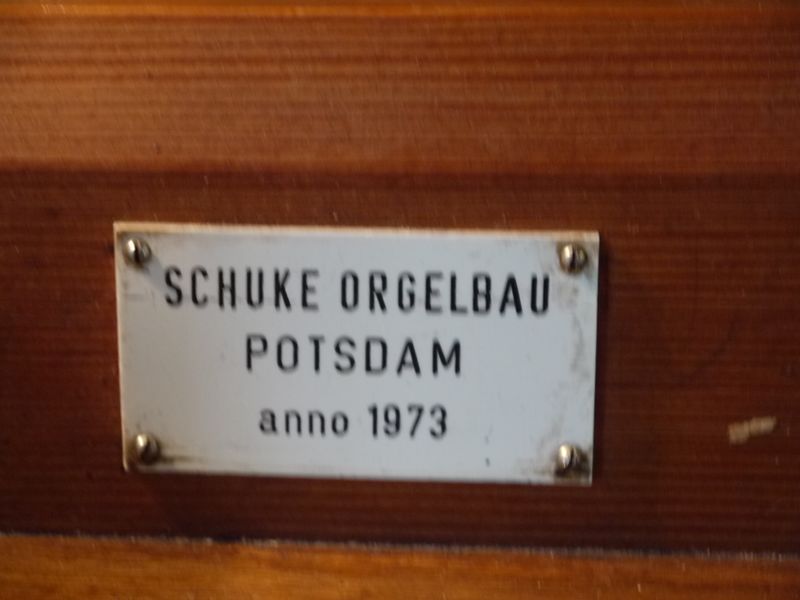 SCHUKE ORGELBAU
POTSDAM
anno 1973